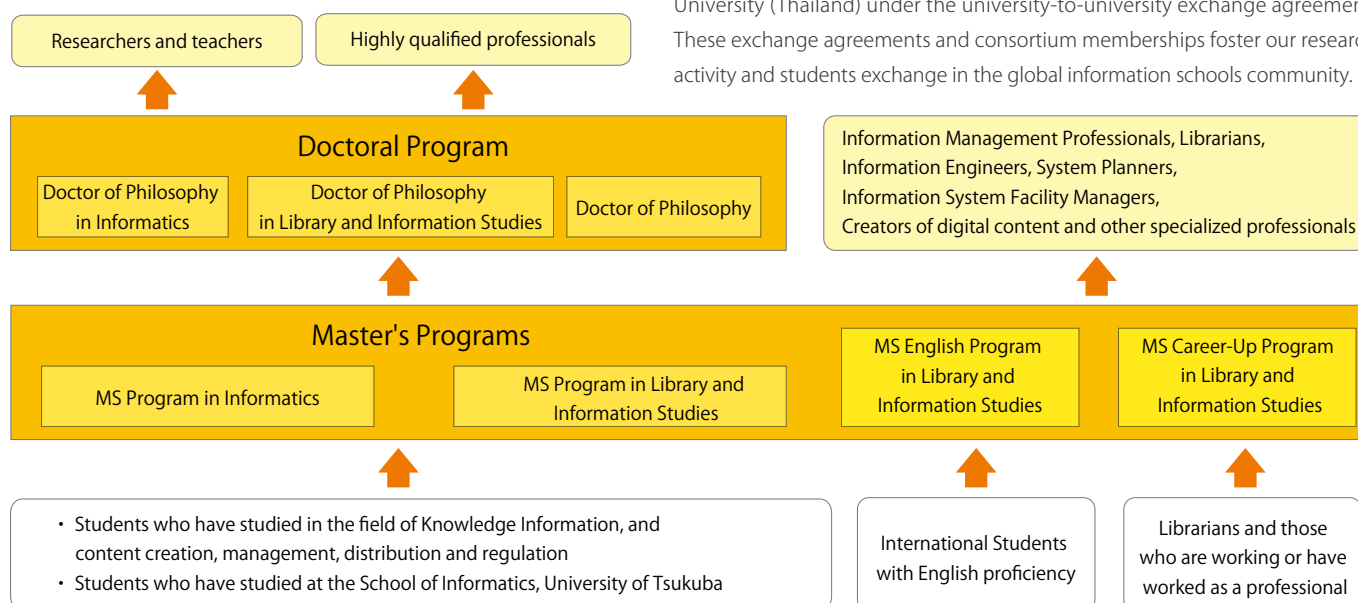 University (Thailand) under the university-to-university exchange
These exchange agreements and consortium memberships foster our
activity and students exchange in the global information schools community.
Researchers and teachers
Highly qualified professionals
Doctoral Program
Doctor of Philosophy
in Informatics
Doctor of Philosophy
in Library and Information Studies
Doctor of Philosophy
Information Management Professionals, Librarians,
Information Engineers, System Planners,
Information System Facility Managers,
Creators of digital content and other specialized professionals
Master's Programs
MS Program in Informatics
MS Program in Library and
Information Studies
MS English Program
in Library and
Information Studies
MS Career-Up Program
in Library and
Information Studies
・ Students who have studied in the field of Knowledge Information, and
content creation, management, distribution and regulation
・ Students who have studied at the School of Informatics, University of Tsukuba
International Students
with English proficiency
Librarians and those
who are working or have
worked as a professional